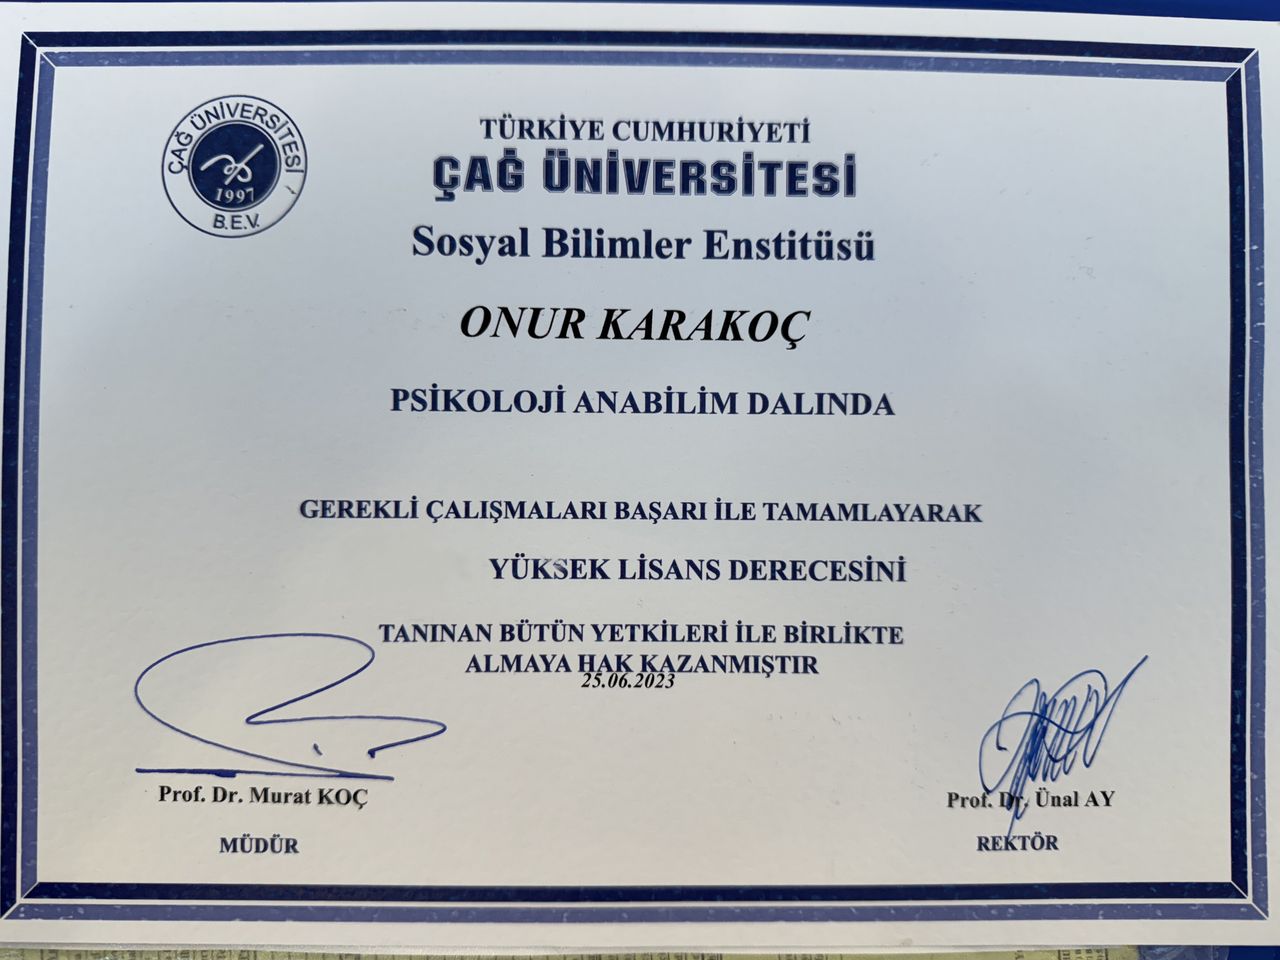 ÇAĞ ÜNİVERSİTESİ
1997
B.E.V.
TÜRKİYE CUMHURİYETİ
ÇAĞ ÜNİVERSİTESİ
Sosyal Bilimler Enstitüsü
ONUR KARAKOÇ
PSİKOLOJİ ANABİLİM DALINDA
GEREKLİ ÇALIŞMALARI BAŞARI İLE TAMAMLAYARAK
YÜKSEK LİSANS DERECESİNİ
TANINAN BÜTÜN YETKİLERİ İLE BİRLİKTE
ALMAYA HAK KAZANMIŞTIR
25.06.2023
Prof. Dr. Murat KOÇ
MÜDÜR
Prof. Dr. Ünal AY
REKTÖR